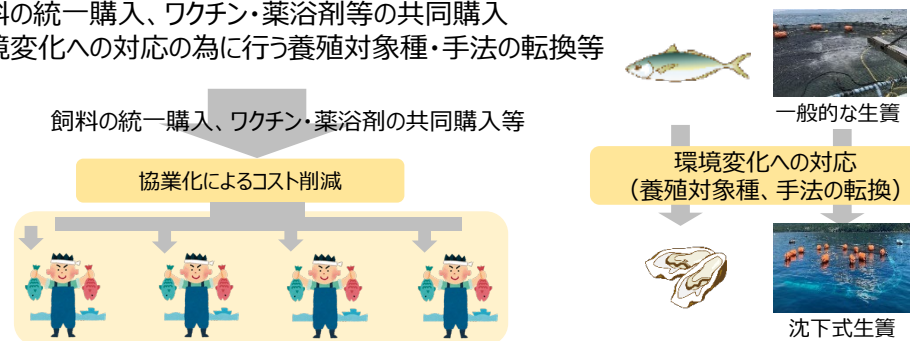 料の統一購入、ワクチン・薬浴剤等の共同購入
境変化への対応の為に行う養殖対象種・手法の転換等
飼料の統一購入、ワクチン・薬浴剤の共同購入等
協業化によるコスト削減
一般的な生簀
環境変化への対応
（養殖対象種、手法の転換）
沈下式生簀